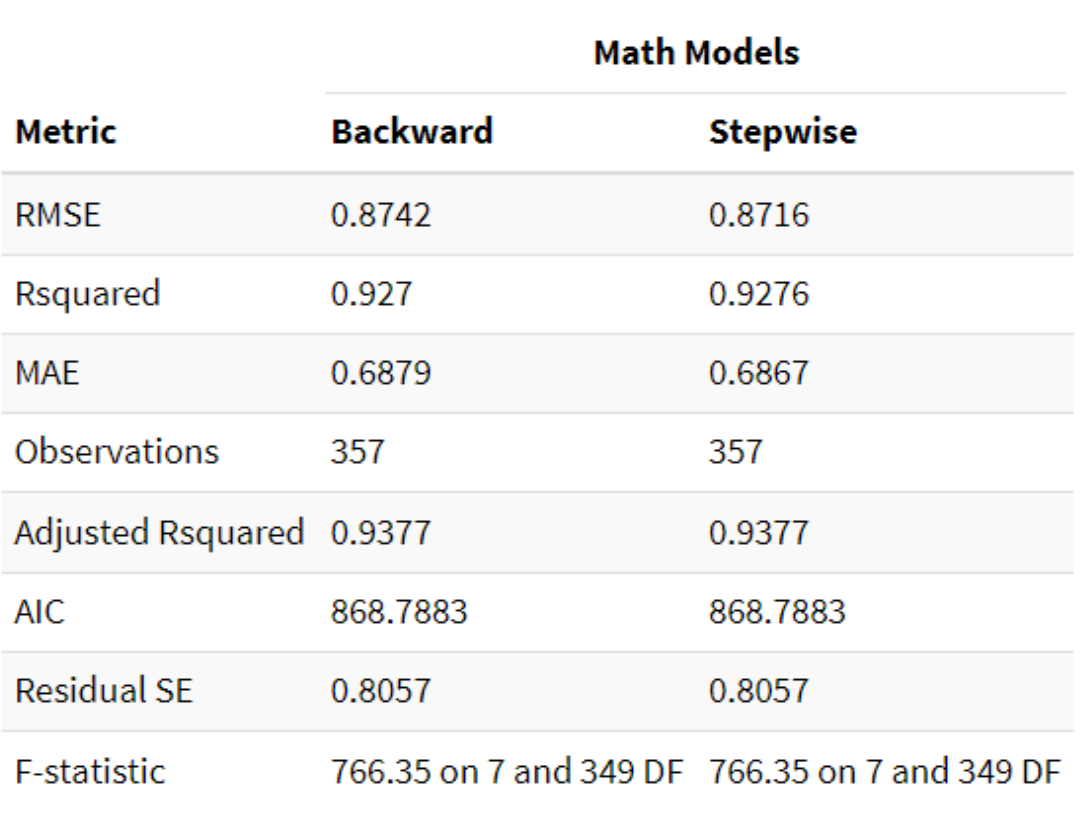 Math Models
Metric Backward Stepwise
RMSE 0.8742 0.8716
Rsquared 0.927 0.9276
MAE 0.6879 0.6867
Observations 357 357
Adjusted Rsquared 0.9377 0.9377
AIC 868.7883 868.7883
Residual SE 0.8057 0.8057
F-statistic 766.35 on 7 and 349 DF 766.35 on 7 and 349 DF